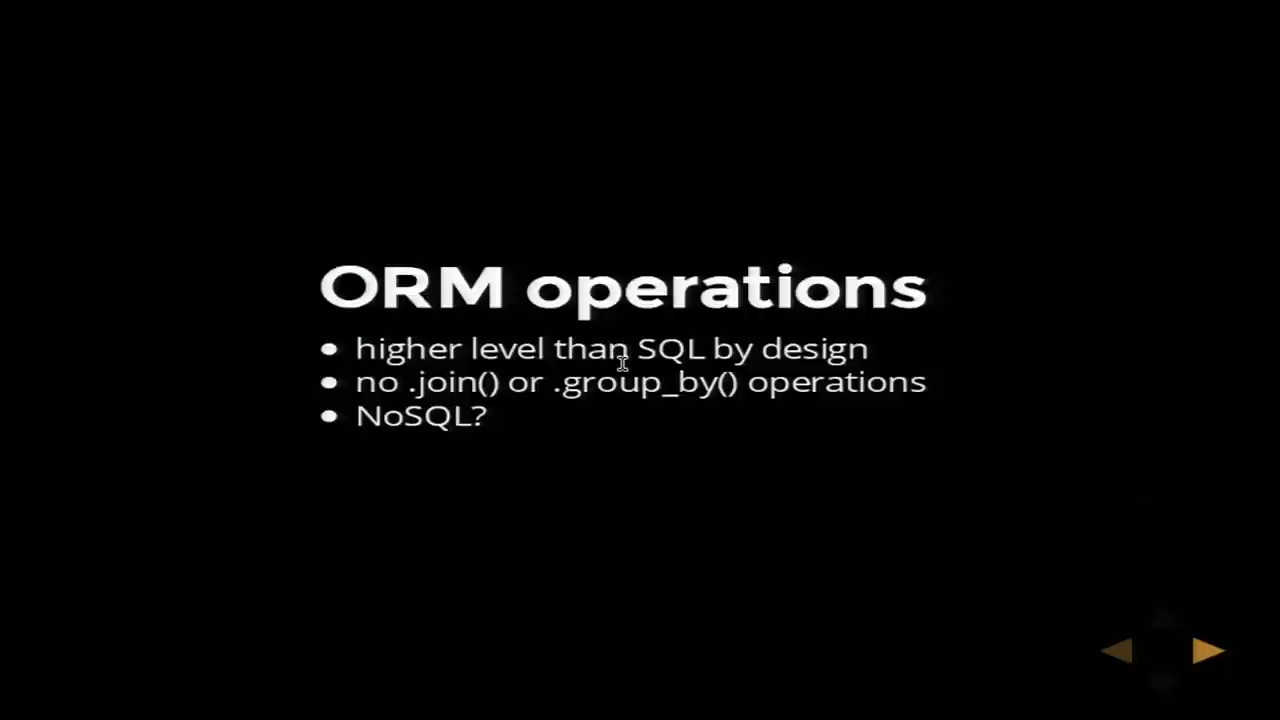 ORM operations
higher level than SQL by design
no .join() or .group_by() operations
NoSQL?